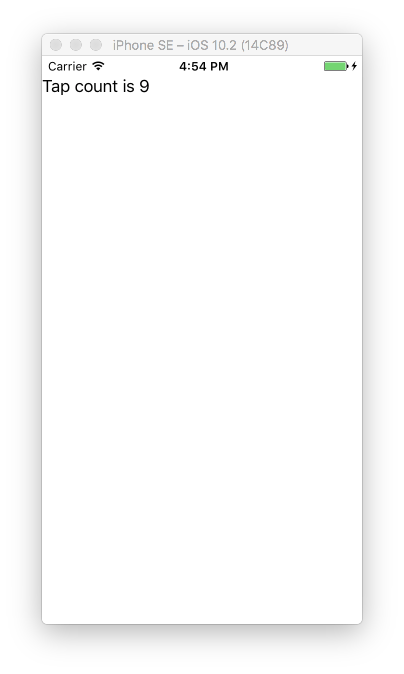 iPhone SE – iOS 10.2 (14C89)
Carrier 4:54 PM
Tap count is 9